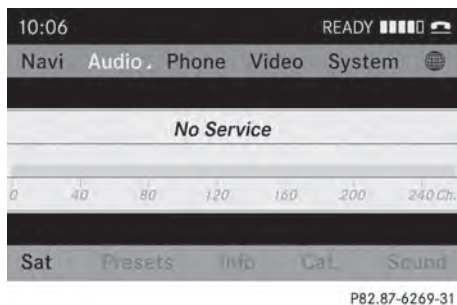 10:06 READY
Navi Audio Phone Video System
No Service
0 40 80 120 160 200 240 Ch.
Sat Presets Info Cat. Sound
P82.87-6269-31